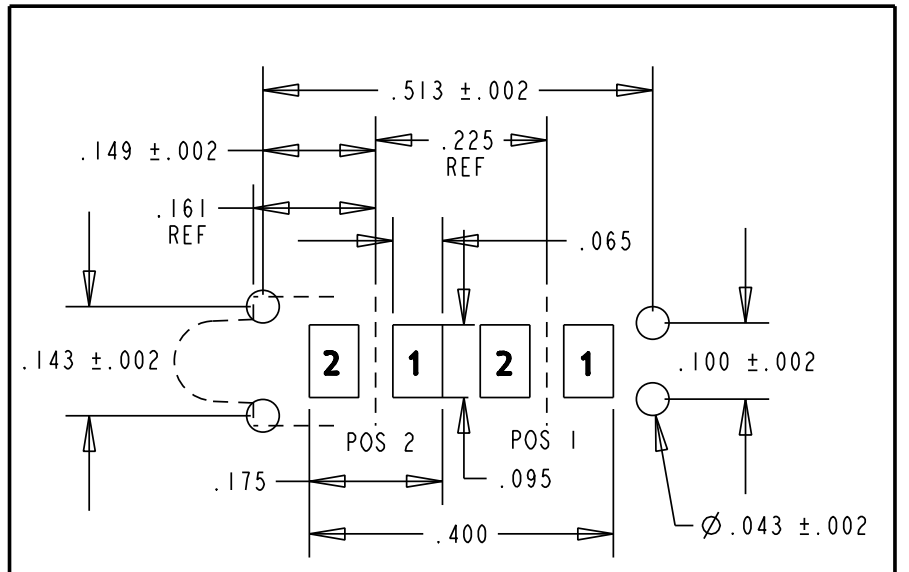 .513 ±.002
.225
REF
.149 ±.002
.161
REF
.065
.143 ±.002
2 1 2 1
.100 ±.002
POS 2 POS 1
.175
.095
.400
Ø .043 ±.002